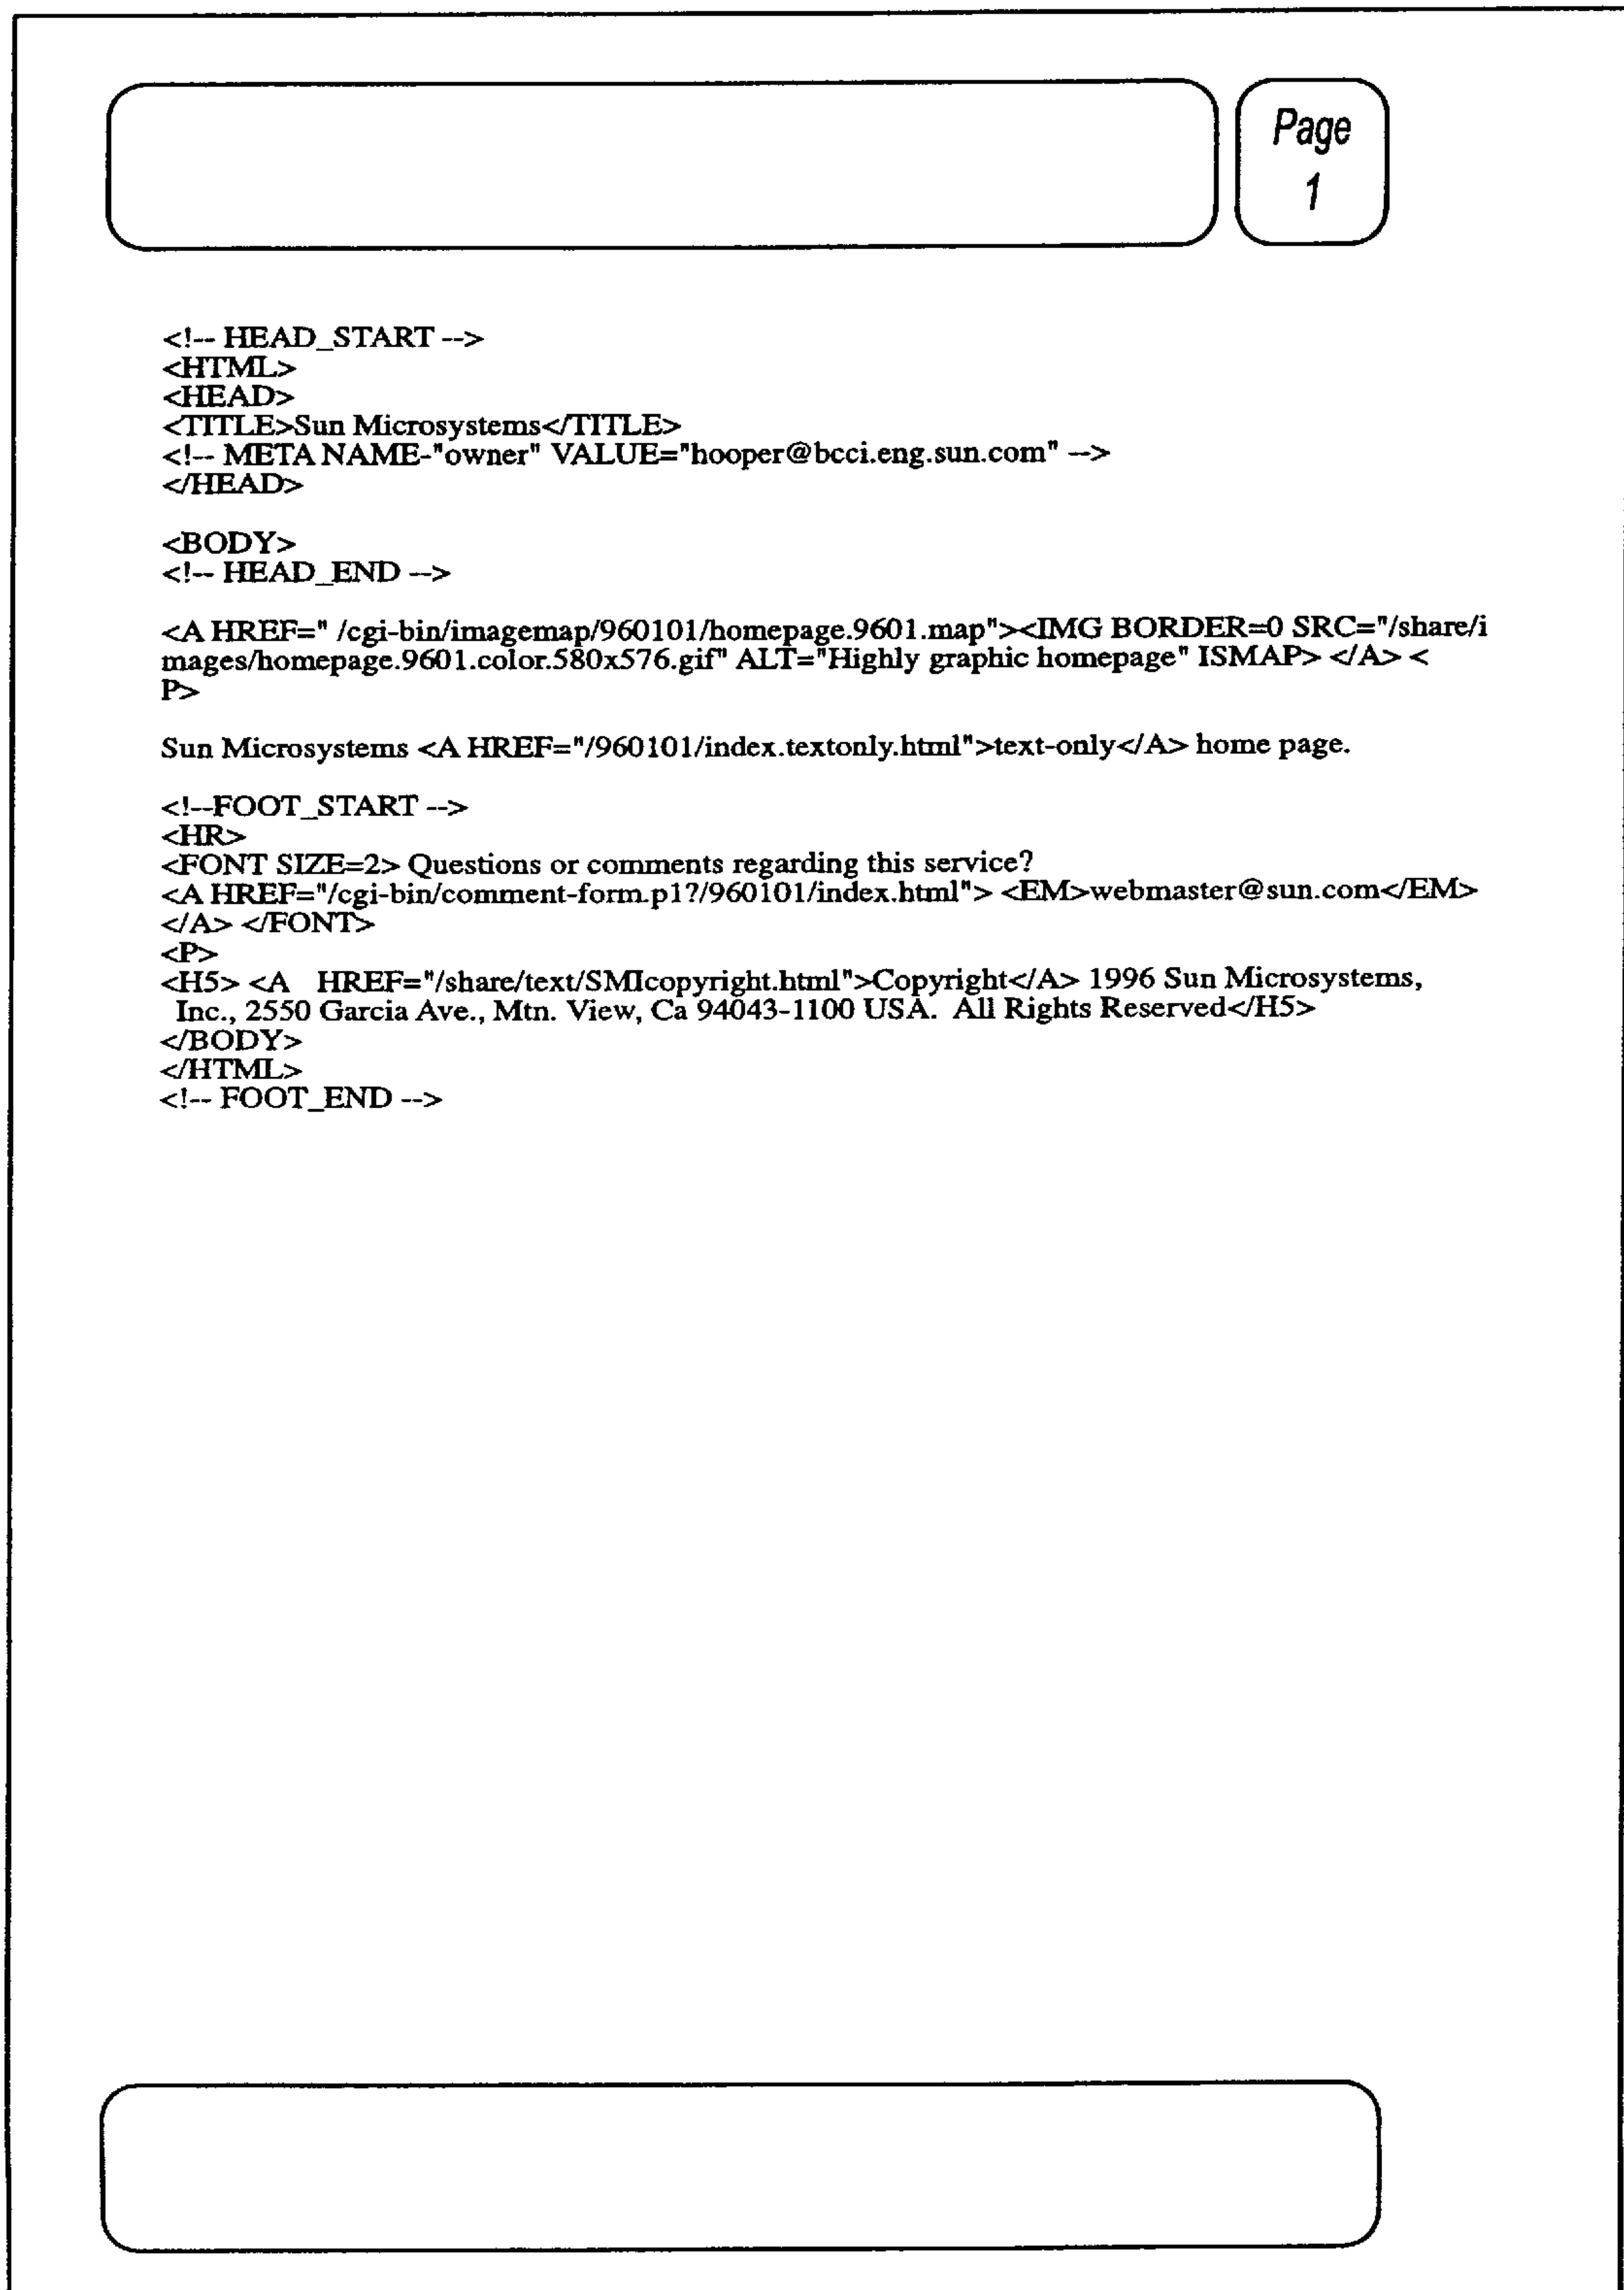 Page
1
<!-- HEAD_START -->
<HTML>
<HEAD>
<TITLE>Sun Microsystems</TITLE>
<!-- META NAME-"owner" VALUE="hooper@bcci.eng.sun.com" -->
</HEAD>
<BODY>
<!-- HEAD_END -->
<A HREF=" /cgi-bin/imagemap/960101/homepage.9601.map"><IMG BORDER=0 SRC="/share/i
mages/homepage.9601.color.580x576.gif" ALT="Highly graphic homepage" ISMAP> </A> <
P>
Sun Microsystems <A HREF="/960101/index.textonly.html">text-only</A> home page.
<!--FOOT_START -->
<HR>
<FONT SIZE=2> Questions or comments regarding this service?
<A HREF="/cgi-bin/comment-form.p1?/960101/index.html"> <EM>webmaster@sun.com</EM>
</A> </FONT>
<P>
<H5> <A   HREF="/share/text/SMIcopyright.html">Copyright</A> 1996 Sun Microsystems,
Inc., 2550 Garcia Ave., Mtn. View, Ca 94043-1100 USA.  All Rights Reserved</H5>
</BODY>
</HTML>
<!-- FOOT_END -->